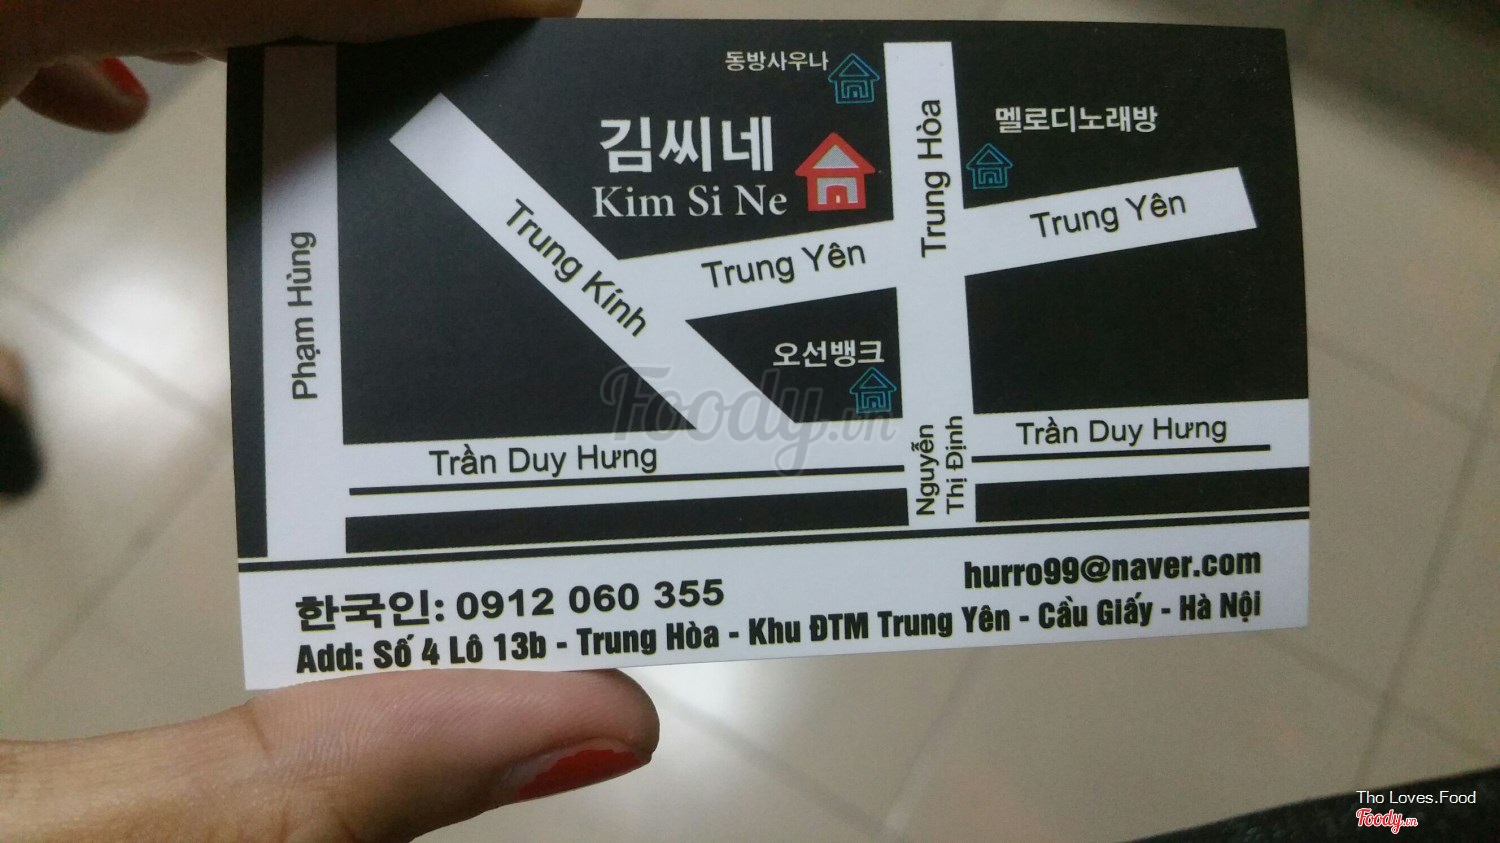 동방사우나
김씨네
Kim Si Ne
멜로디노래방
Trung Hòa
Trung Yên
Trung Yên
Trung Kính
Phạm Hùng
오선뱅크
Trần Duy Hưng
Nguyễn
Thị Định
Trần Duy Hưng
Foody.vn
한국인: 0912 060 355
hurro99@naver.com
Add: Số 4 Lô 13b - Trung Hòa - Khu ĐTM Trung Yên - Cầu Giấy - Hà Nội
Tho Loves.Food
Foody.vn